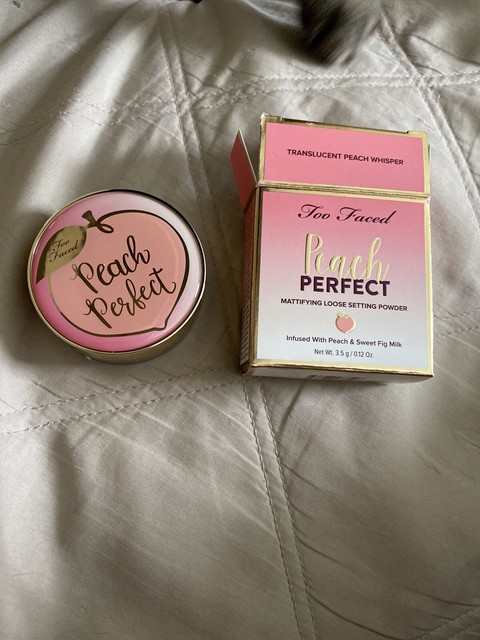 Too
Faced
Peach
Perfect
TRANSLUCENT PEACH WHISPER
Too Faced
Peach
PERFECT
MATTIFYING LOOSE SETTING POWDER
Infused With Peach & Sweet Fig Milk
Net Wt. 3.5 g / 0.12 Oz.